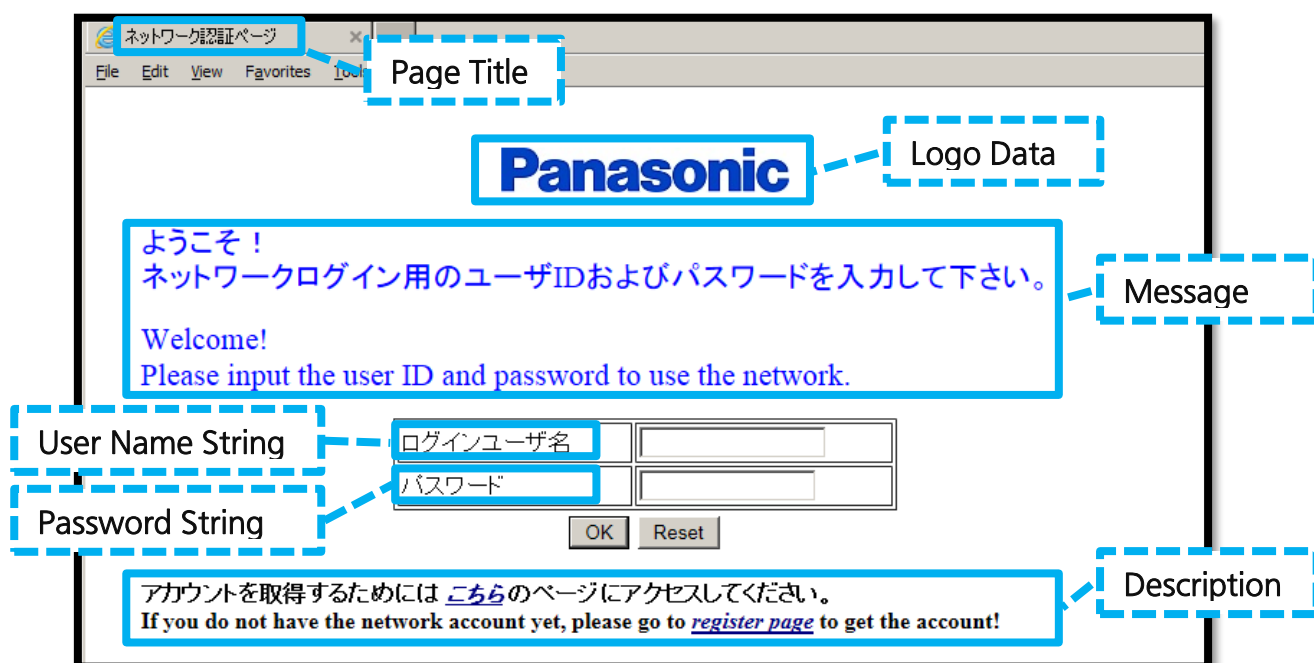 ネットワーク認証ページ
File Edit View Favorites
Page Title
Panasonic
Logo Data
ようこそ！
ネットワークログイン用のユーザIDおよびパスワードを入力して下さい。
Welcome!
Please input the user ID and password to use the network.
Message
User Name String
ログインユーザ名
パスワード
Password String
OK Reset
アカウントを取得するためには こちらのページにアクセスしてください。
If you do not have the network account yet, please go to register page to get the account!
Description